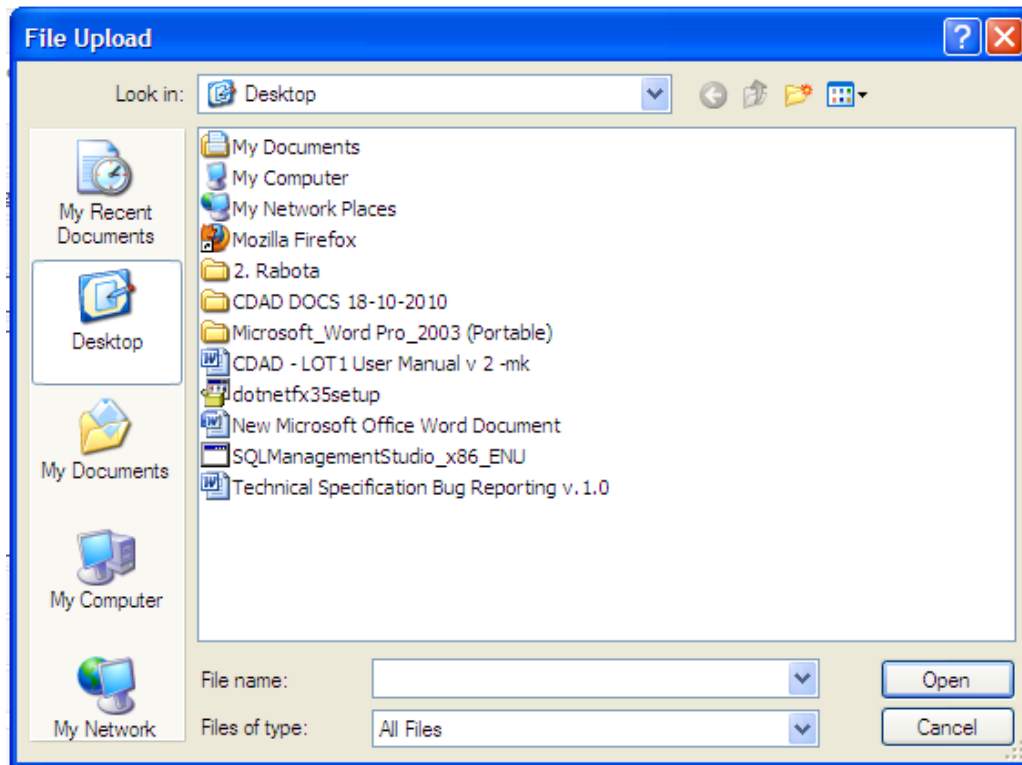 File Upload
Look in:
Desktop
My Recent
Documents
Desktop
My Documents
My Computer
My Network
My Documents
My Computer
My Network Places
Mozilla Firefox
2. Rabota
CDAD DOCS 18-10-2010
Microsoft_Word Pro_2003 (Portable)
CDAD - LOT1 User Manual v 2 -mk
dotnetfx35setup
New Microsoft Office Word Document
SQLManagementStudio_x86_ENU
Technical Specification Bug Reporting v.1.0
File name:
Open
Files of type:
All Files
Cancel